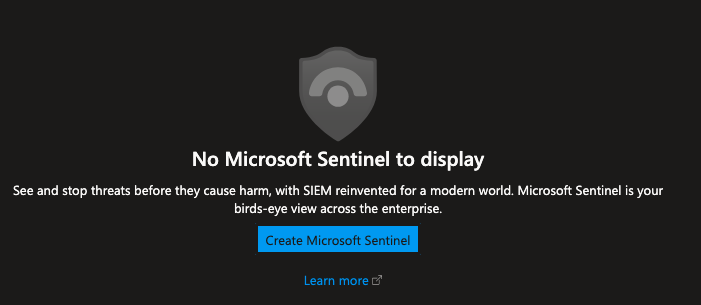 No Microsoft Sentinel to display
See and stop threats before they cause harm, with SIEM reinvented for a modern world. Microsoft Sentinel is your
birds-eye view across the enterprise.
Create Microsoft Sentinel
Learn more